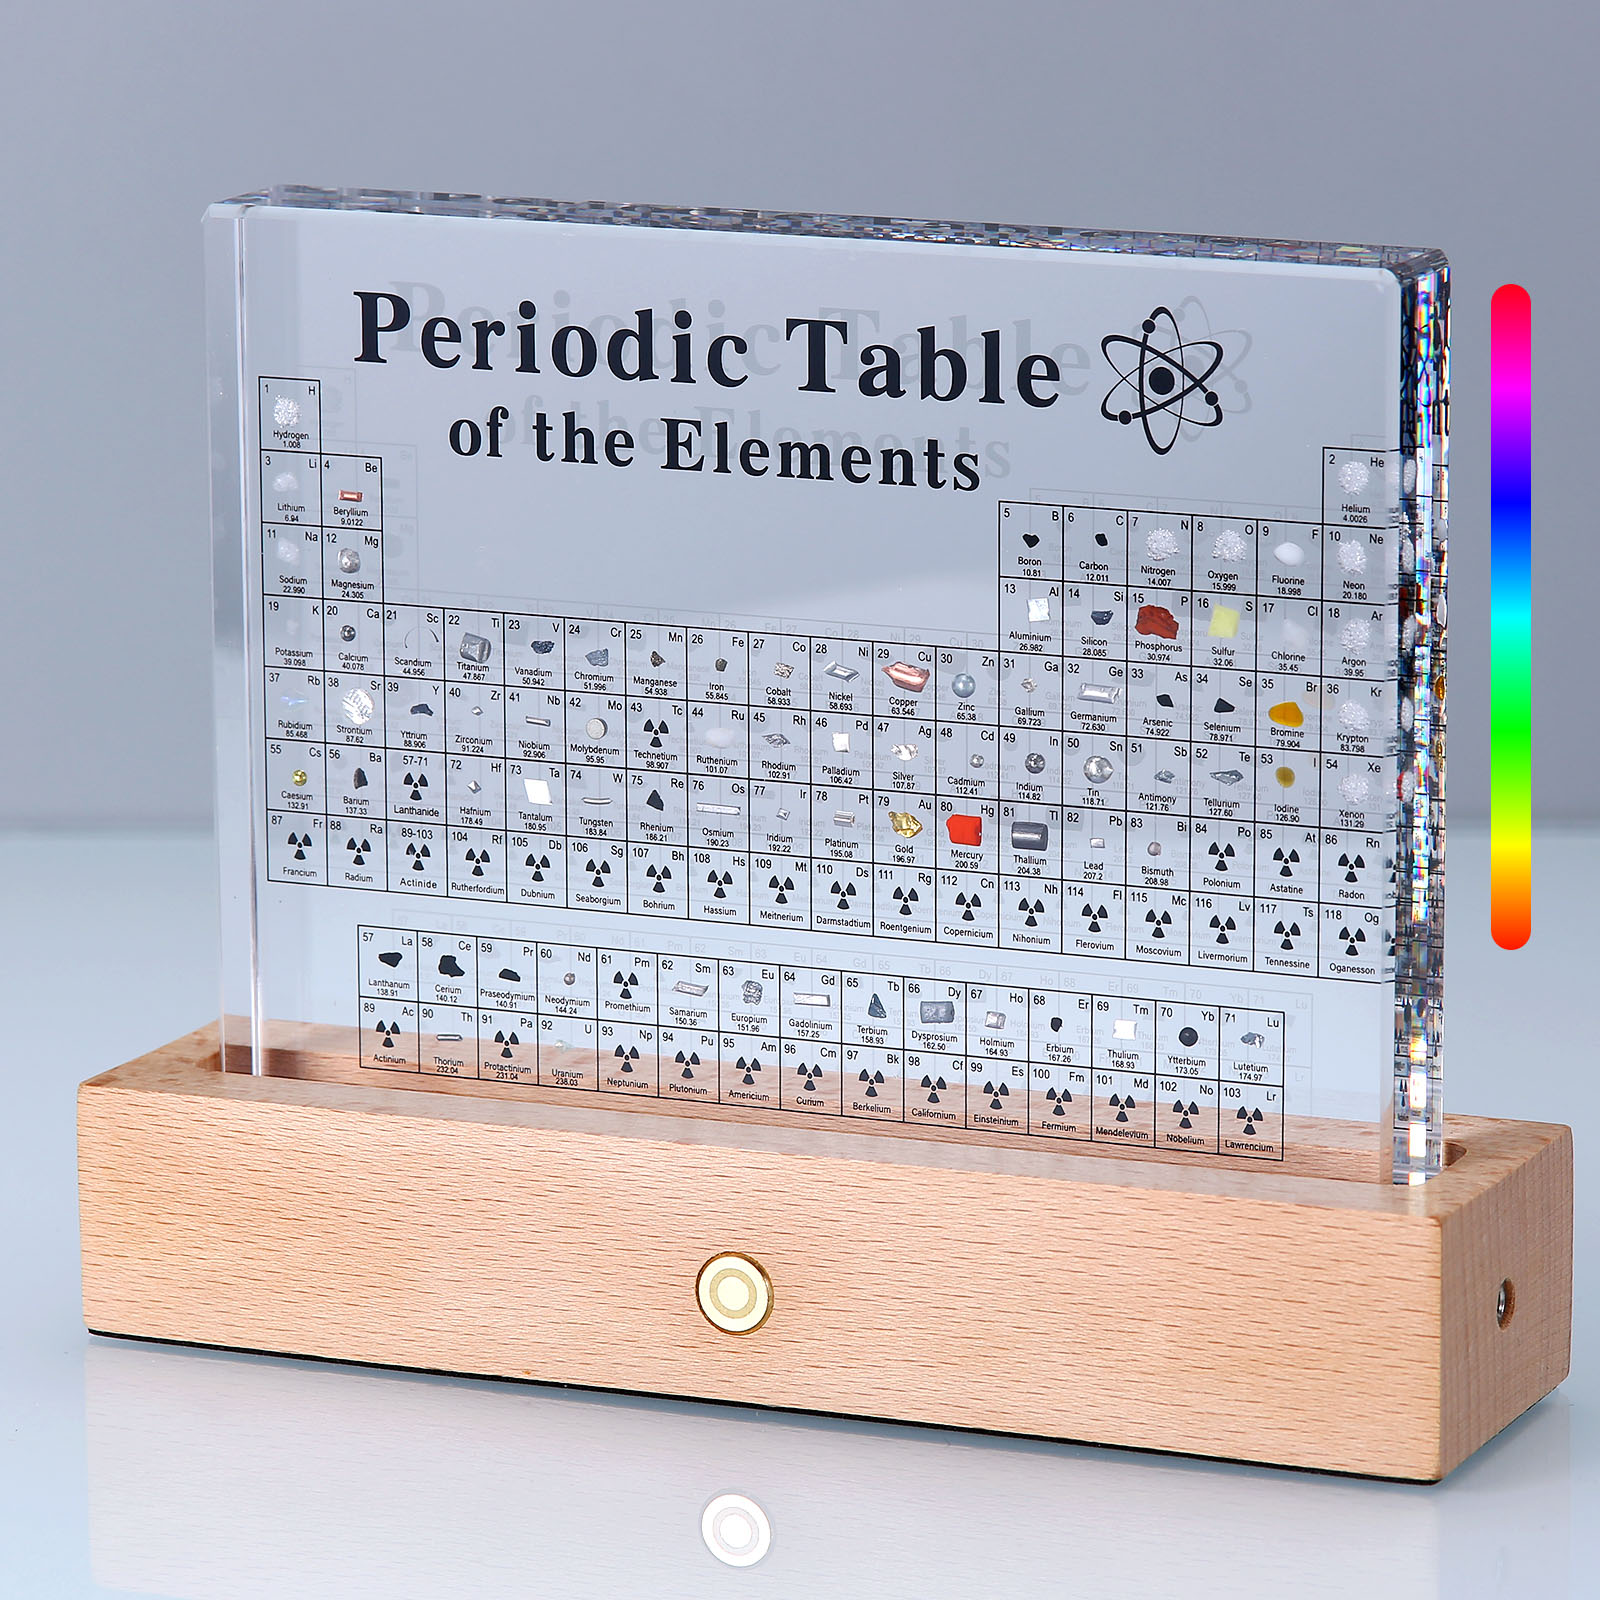 Periodic Table
of the Elements
1 H
Hydrogen
1.008
2 He
Helium
4.0026
3 Li
Lithium
6.94
4 Be
Beryllium
9.0122
5 B
Boron
10.81
6 C
Carbon
12.011
7 N
Nitrogen
14.007
8 O
Oxygen
15.999
9 F
Fluorine
18.998
10 Ne
Neon
20.180
11 Na
Sodium
22.990
12 Mg
Magnesium
24.305
13 Al
Aluminium
26.982
14 Si
Silicon
28.085
15 P
Phosphorus
30.974
16 S
Sulfur
32.06
17 Cl
Chlorine
35.45
18 Ar
Argon
39.95
19 K
Potassium
39.098
20 Ca
Calcium
40.078
21 Sc
Scandium
44.956
22 Ti
Titanium
47.867
23 V
Vanadium
50.942
24 Cr
Chromium
51.996
25 Mn
Manganese
54.938
26 Fe
Iron
55.845
27 Co
Cobalt
58.933
28 Ni
Nickel
58.693
29 Cu
Copper
63.546
30 Zn
Zinc
65.38
31 Ga
Gallium
69.723
32 Ge
Germanium
72.630
33 As
Arsenic
74.922
34 Se
Selenium
78.971
35 Br
Bromine
79.904
36 Kr
Krypton
83.798
37 Rb
Rubidium
85.468
38 Sr
Strontium
87.62
39 Y
Yttrium
88.906
40 Zr
Zirconium
91.224
41 Nb
Niobium
92.906
42 Mo
Molybdenum
95.95
43 Tc
Technetium
98.907
44 Ru
Ruthenium
101.07
45 Rh
Rhodium
102.91
46 Pd
Palladium
106.42
47 Ag
Silver
107.87
48 Cd
Cadmium
112.41
49 In
Indium
114.82
50 Sn
Tin
118.71
51 Sb
Antimony
121.76
52 Te
Tellurium
127.60
53 I
Iodine
126.90
54 Xe
Xenon
131.29
55 Cs
Caesium
132.91
56 Ba
Barium
137.33
57-71
Lanthanide
72 Hf
Hafnium
178.49
73 Ta
Tantalum
180.95
74 W
Tungsten
183.84
75 Re
Rhenium
186.21
76 Os
Osmium
190.23
77 Ir
Iridium
192.22
78 Pt
Platinum
195.08
79 Au
Gold
196.97
80 Hg
Mercury
200.59
81 Tl
Thallium
204.38
82 Pb
Lead
207.2
83 Bi
Bismuth
208.98
84 Po
Polonium
85 At
Astatine
86 Rn
Radon
87 Fr
Francium
88 Ra
Radium
89-103
Actinide
104 Rf
Rutherfordium
105 Db
Dubnium
106 Sg
Seaborgium
107 Bh
Bohrium
108 Hs
Hassium
109 Mt
Meitnerium
110 Ds
Darmstadtium
111 Rg
Roentgenium
112 Cn
Copernicium
113 Nh
Nihonium
114 Fl
Flerovium
115 Mc
Moscovium
116 Lv
Livermorium
117 Ts
Tennessine
118 Og
Oganesson
57 La
Lanthanum
138.91
58 Ce
Cerium
140.12
59 Pr
Praseodymium
140.91
60 Nd
Neodymium
144.24
61 Pm
Promethium
62 Sm
Samarium
150.36
63 Eu
Europium
151.96
64 Gd
Gadolinium
157.25
65 Tb
Terbium
158.93
66 Dy
Dysprosium
162.50
67 Ho
Holmium
164.93
68 Er
Erbium
167.26
69 Tm
Thulium
168.93
70 Yb
Ytterbium
173.05
71 Lu
Lutetium
174.97
89 Ac
Actinium
90 Th
Thorium
232.04
91 Pa
Protactinium
231.04
92 U
Uranium
238.03
93 Np
Neptunium
94 Pu
Plutonium
95 Am
Americium
96 Cm
Curium
97 Bk
Berkelium
98 Cf
Californium
99 Es
Einsteinium
100 Fm
Fermium
101 Md
Mendelevium
102 No
Nobelium
103 Lr
Lawrencium